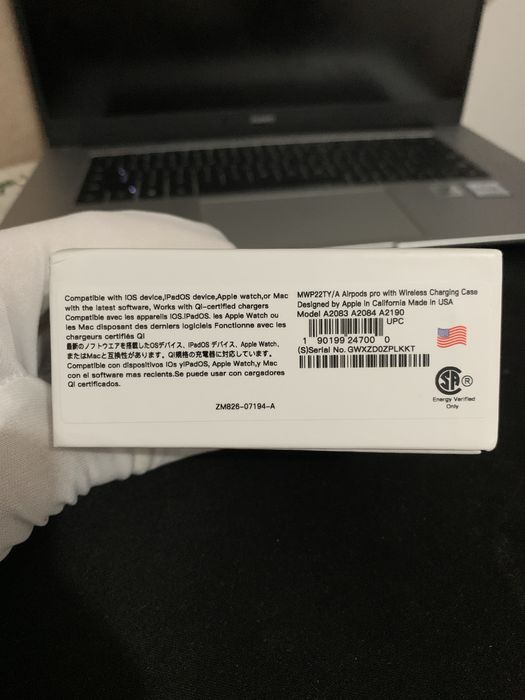 Compatible with IOS device,IPadOS device,Apple watch,or Mac
with the latest software, Works with QI-certified chargers
Compatible avec les appareils IOS.IPadOS. les Apple Watch ou
les Mac disposant des derniers logiciels Fonctionne avec les
chargeurs certifiés QI
最新のソフトウェアを搭載したOSデバイス、iPadOS デバイス、Apple Watch,
またはMacと互換性があります。QI規格の充電器に対応しています。
Compatible con dispositivos IOs yiPadOS, Apple Watch,y Mac
con el software mas recients.Se puede usar con cargadores
QI certificados.
ZM826-07194-A
MWP22TY/A Airpods pro with Wireless Charging Case
Designed by Apple in California Made in USA
Model A2083 A2084 A2190
UPC
1 90199 24700 0
(S)Serial No. GWXZD0ZPLKKT
SA ®
Energy Verified
Only